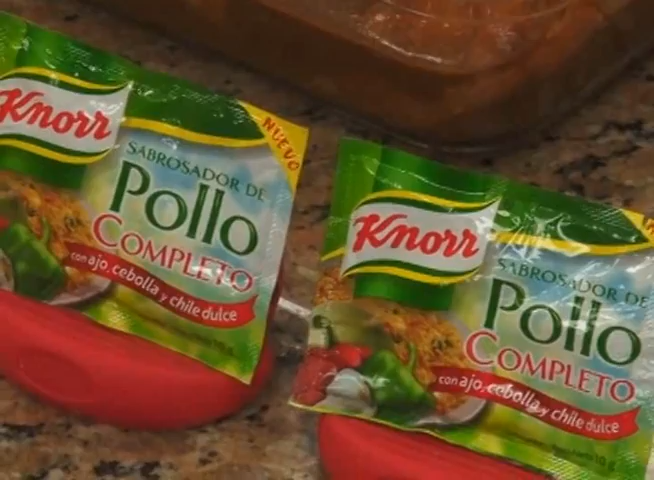 Knorr
NUEVO
SABROSADOR DE
Pollo
COMPLETO
con ajo, cebolla y chile dulce
Knorr
SABROSADOR DE
Pollo
COMPLETO
con ajo, cebolla y chile dulce
10 g